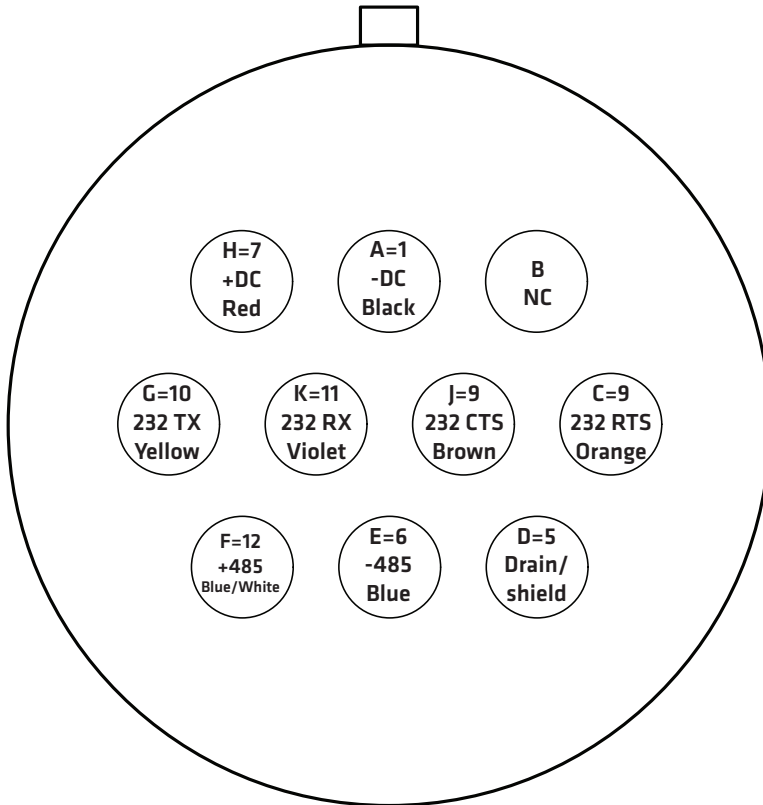 H=7
+DC
Red
A=1
-DC
Black
B
NC
G=10
232 TX
Yellow
K=11
232 RX
Violet
J=9
232 CTS
Brown
C=9
232 RTS
Orange
F=12
+485
Blue/White
E=6
-485
Blue
D=5
Drain/
shield